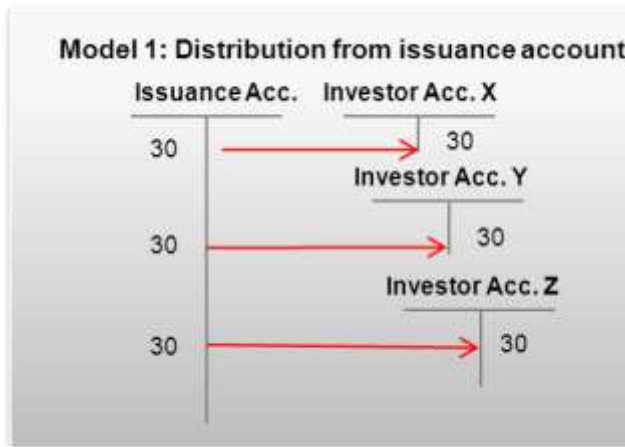 Model 1: Distribution from issuance account
Issuance Acc. Investor Acc. X
30 30
Investor Acc. Y
30 30
Investor Acc. Z
30 30